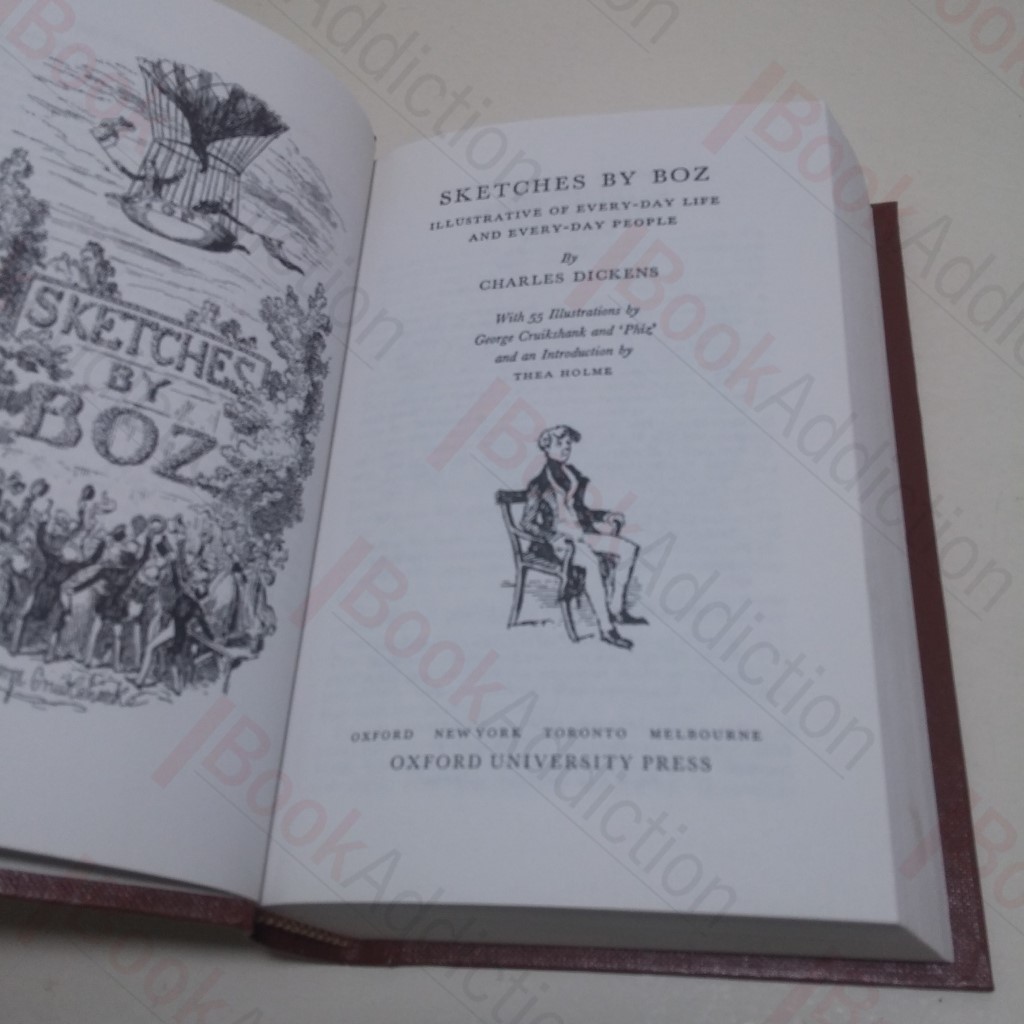 SKETCHES
BY
BOZ
George Cruikshank
SKETCHES BY BOZ
ILLUSTRATIVE OF EVERY-DAY LIFE
AND EVERY-DAY PEOPLE
By
CHARLES DICKENS
With 55 Illustrations by
George Cruikshank and ‘Phiz’
and an Introduction by
THEA HOLME
OXFORD NEW YORK TORONTO MELBOURNE
OXFORD UNIVERSITY PRESS
BookAddiction